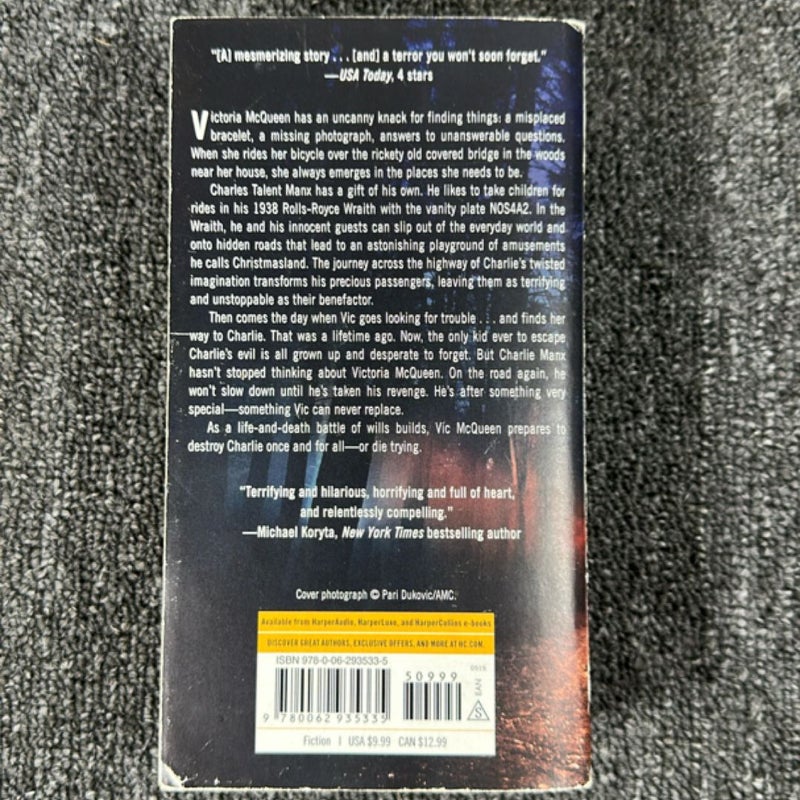 "[A] mesmerizing story . . . [and] a terror you won't soon forget."
—USA Today, 4 stars
Victoria McQueen has an uncanny knack for finding things: a misplaced
bracelet, a missing photograph, answers to unanswerable questions.
When she rides her bicycle over the rickety old covered bridge in the woods
near her house, she always emerges in the places she needs to be.
Charles Talent Manx has a gift of his own. He likes to take children for
rides in his 1938 Rolls-Royce Wraith with the vanity plate NOS4A2. In the
Wraith, he and his innocent guests can slip out of the everyday world and
onto hidden roads that lead to an astonishing playground of amusements
he calls Christmasland. The journey across the highway of Charlie's twisted
imagination transforms his precious passengers, leaving them as terrifying
and unstoppable as their benefactor.
Then comes the day when Vic goes looking for trouble . . . and finds her
way to Charlie. That was a lifetime ago. Now, the only kid ever to escape
Charlie's evil is all grown up and desperate to forget. But Charlie Manx
hasn't stopped thinking about Victoria McQueen. On the road again, he
won't slow down until he's taken his revenge. He's after something very
special—something Vic can never replace.
As a life-and-death battle of wills builds, Vic McQueen prepares to
destroy Charlie once and for all—or die trying.
"Terrifying and hilarious, horrifying and full of heart,
and relentlessly compelling."
—Michael Koryta, New York Times bestselling author
Cover photograph © Pari Dukovic/AMC.
Available from HarperAudio, HarperLuxe, and HarperCollins e-books
DISCOVER GREAT AUTHORS, EXCLUSIVE OFFERS, AND MORE AT HC.COM.
ISBN 978-0-06-293533-5
50999
9 780062 935335
EAN
S
Fiction | USA $9.99 CAN $12.99